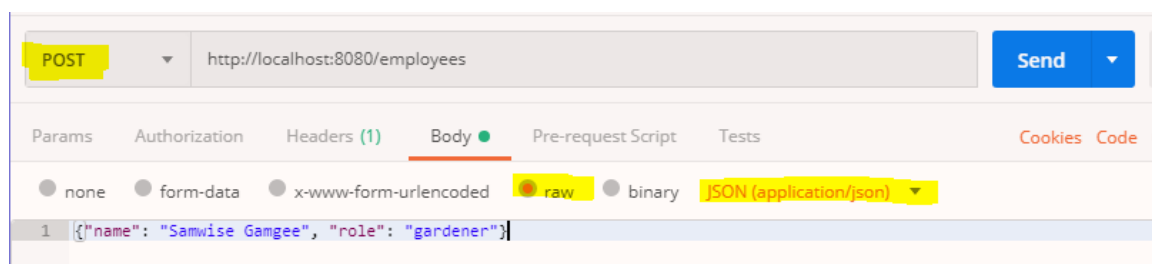 POST http://localhost:8080/employees Send
Params Authorization Headers (1) Body Pre-request Script Tests Cookies Code
none form-data x-www-form-urlencoded raw binary JSON (application/json)
1 {"name": "Samwise Gamgee", "role": "gardener"}